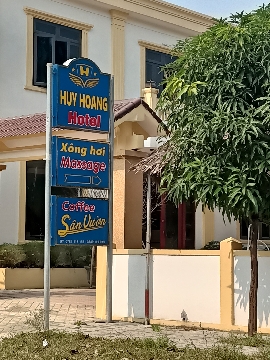 H
HUY HOANG
Hotel
Xông hơi
Massage
Coffee
Sân Vườn